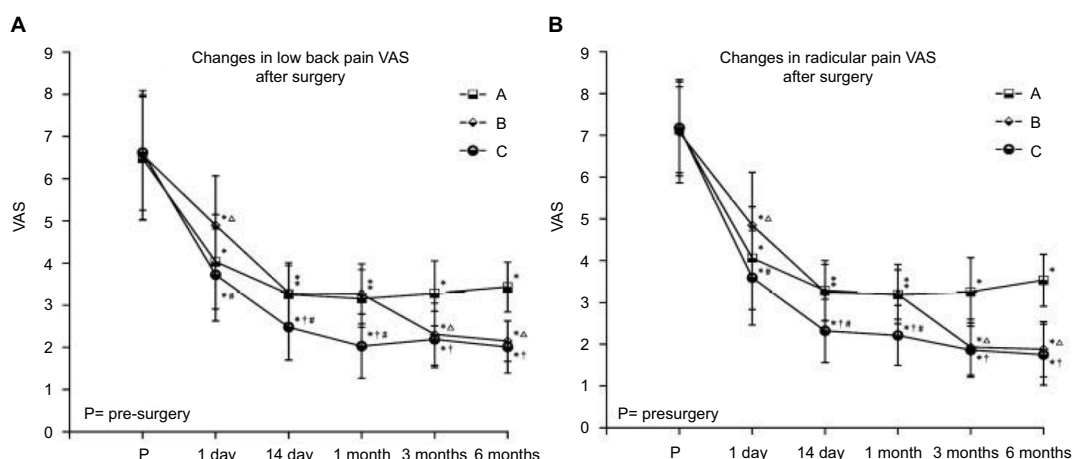 A
Changes in low back pain VAS
after surgery
9
8
7
6
5
4
3
2
1
0
VAS
A
B
C
*△
*
*#
*
*
*†#
*
*
*†#
*
*△
*†
*
*△
*†
P= pre-surgery
P 1 day 14 day 1 month 3 months 6 months
B
Changes in radicular pain VAS
after surgery
9
8
7
6
5
4
3
2
1
0
VAS
A
B
C
*△
*
*#
*
*
*†#
*
*
*†#
*
*△
*†
*
*△
*†
P= presurgery
P 1 day 14 day 1 month 3 months 6 months